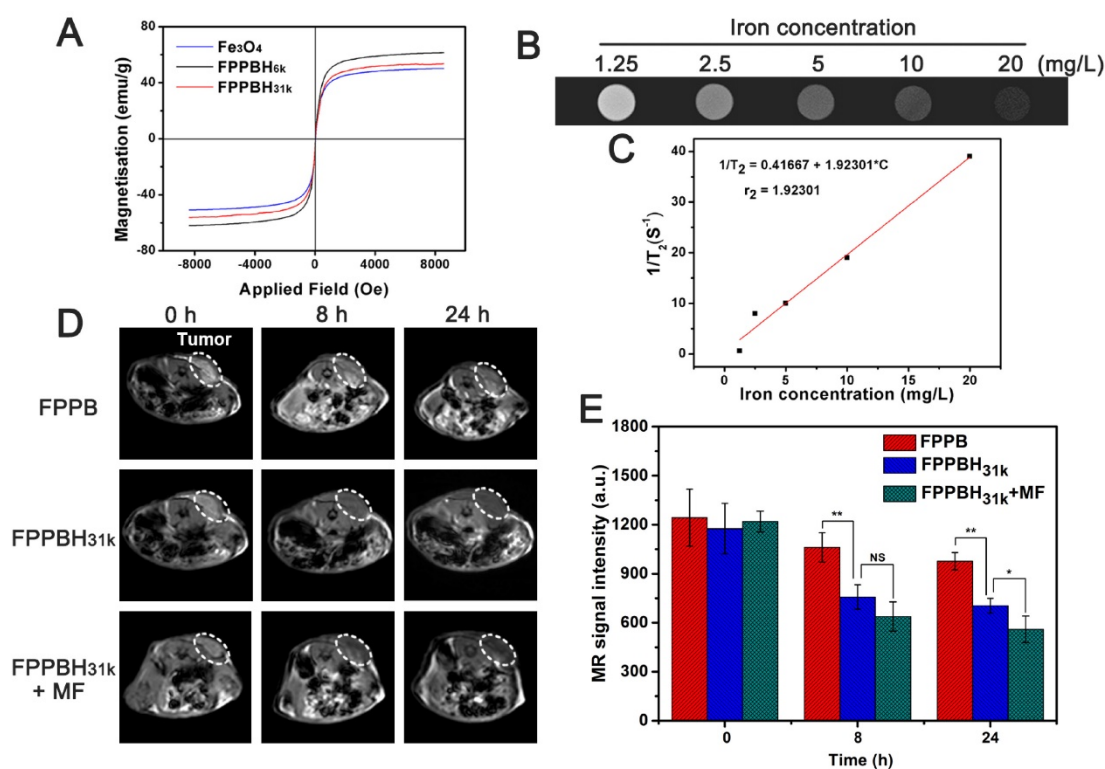 A
Fe₃O₄
FPPBH₆ₖ
FPPBH₃₁ₖ
80
40
0
-40
-80
Magnetisation (emu/g)
-8000 -4000 0 4000 8000
Applied Field (Oe)
B
Iron concentration
1.25 2.5 5 10 20 (mg/L)
C
1/T₂ = 0.41667 + 1.92301*C
r₂ = 1.92301
40
30
20
10
0
1/T₂(S⁻¹)
0 5 10 15 20
Iron concentration (mg/L)
D
0 h 8 h 24 h
Tumor
FPPB
FPPBH₃₁ₖ
FPPBH₃₁ₖ
+ MF
E
FPPB
FPPBH₃₁ₖ
FPPBH₃₁ₖ+MF
1800
1500
1200
900
600
300
0
MR signal intensity (a.u.)
**
NS
**
*
0 8 24
Time (h)